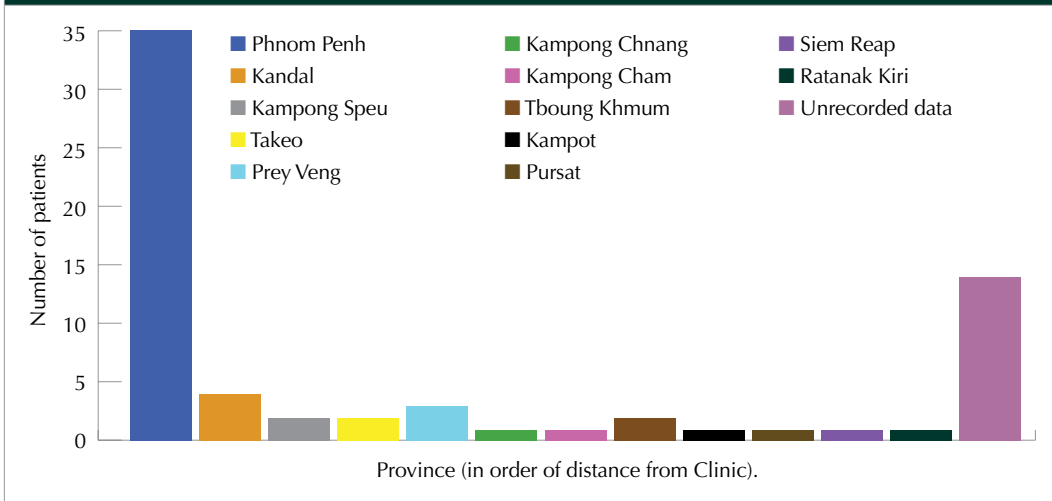 35
30
25
20
15
10
5
0
Number of patients
Phnom Penh
Kandal
Kampong Speu
Takeo
Prey Veng
Kampong Chnang
Kampong Cham
Tboung Khmum
Kampot
Pursat
Siem Reap
Ratanak Kiri
Unrecorded data
Province (in order of distance from Clinic).